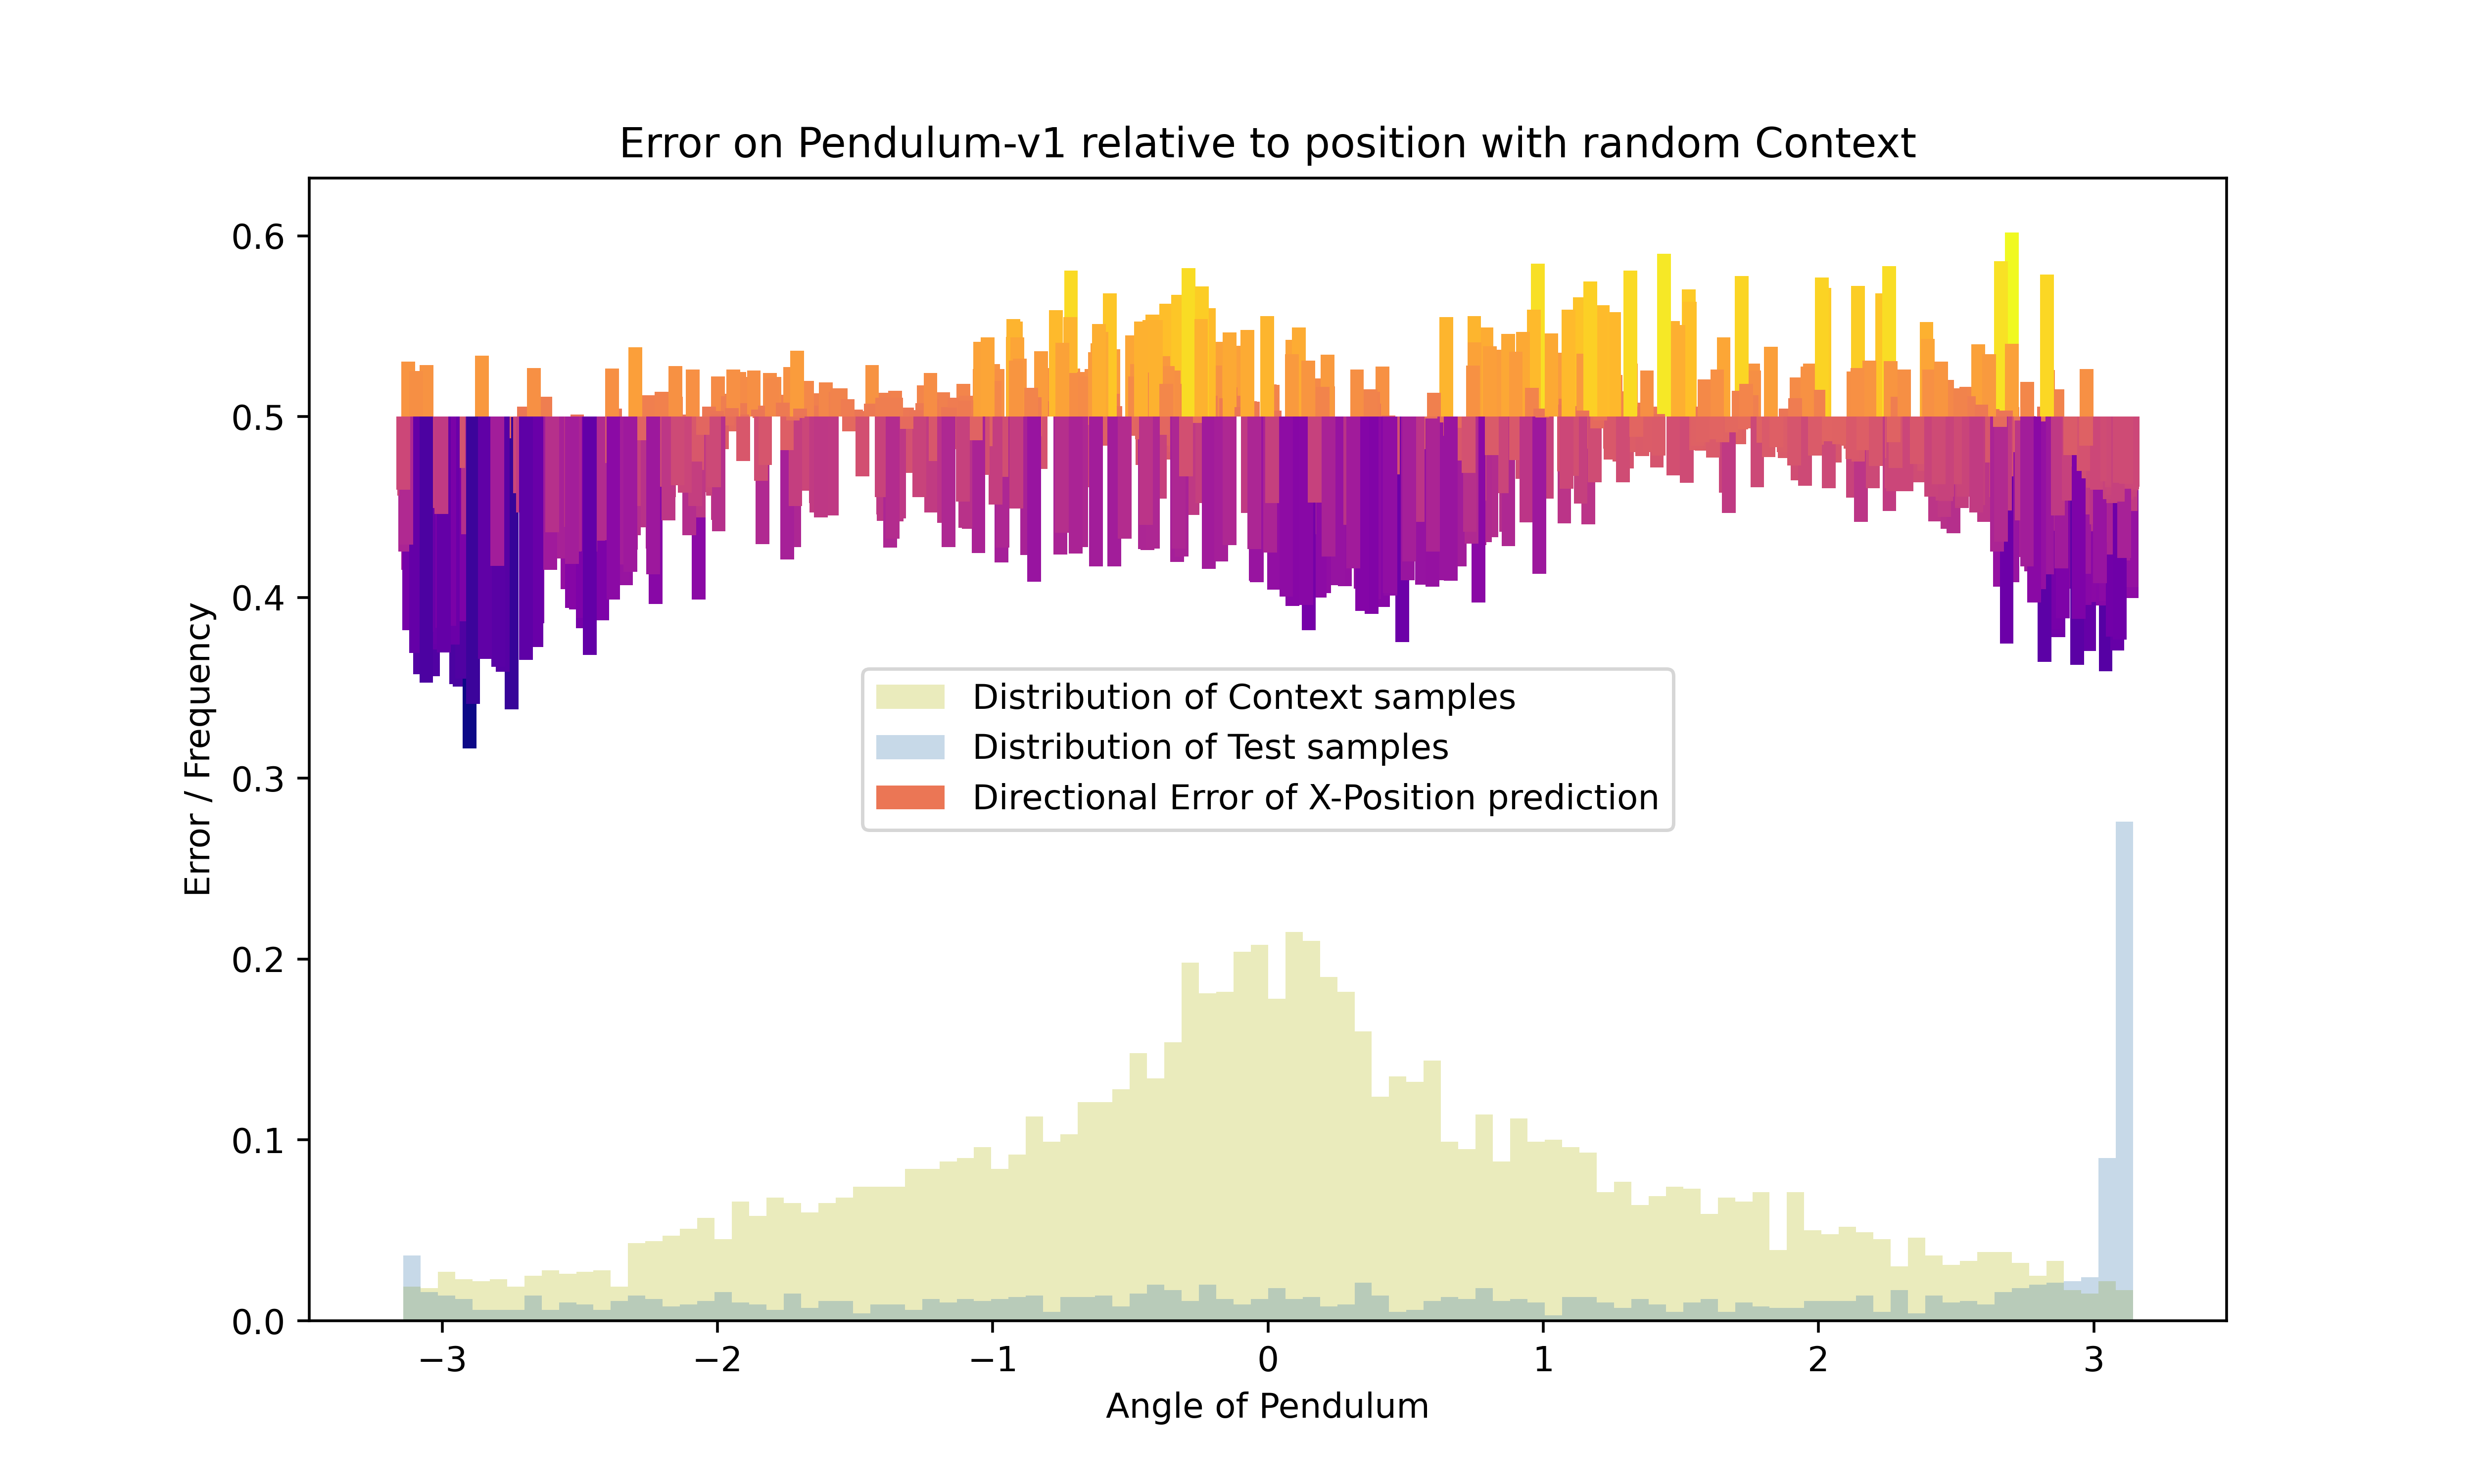 Error on Pendulum-v1 relative to position with random Context
0.6
0.5
0.4
0.3
0.2
0.1
0.0
Error / Frequency
Distribution of Context samples
Distribution of Test samples
Directional Error of X-Position prediction
−3 −2 −1 0 1 2 3
Angle of Pendulum